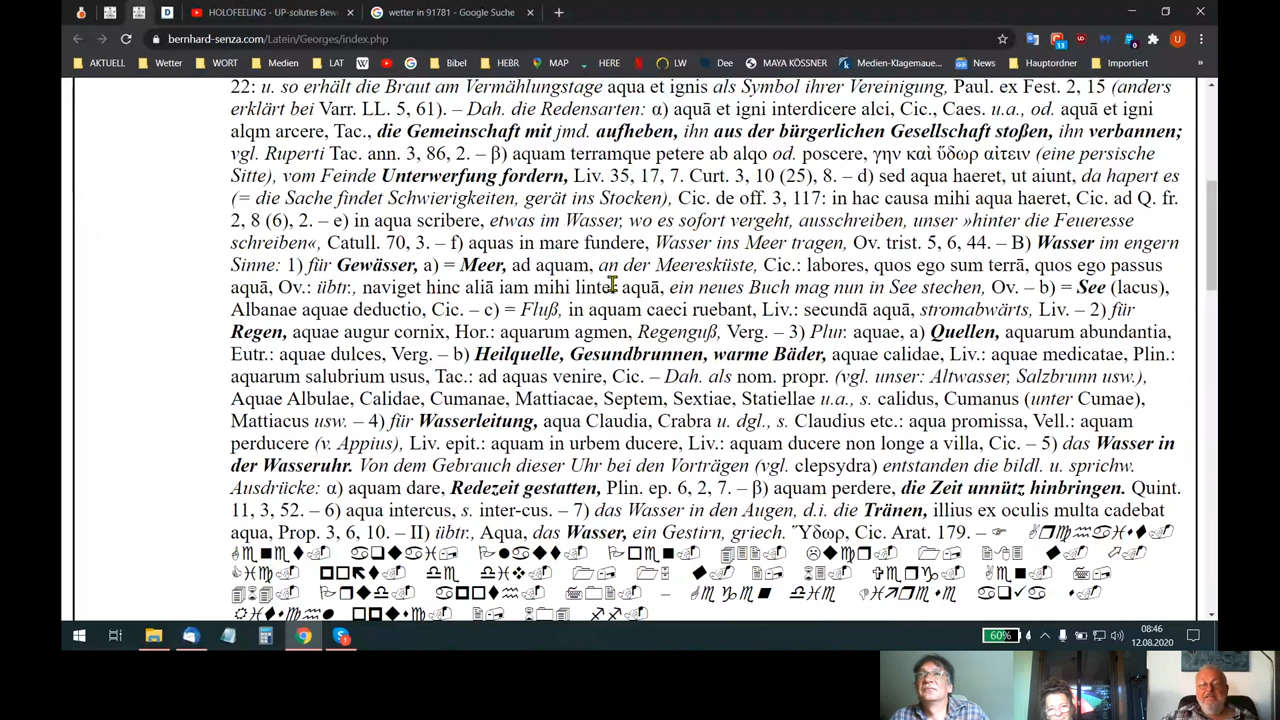 HOLOFEELING - UP-solutes Bew
wetter in 91781 - Google Suche
bernhard-senza.com/Latein/Georges/index.php
AKTUELL Wetter WORT Medien LAT Bibel HEBR MAP HERE LW Dee MAYA KÖSSNER Medien-Klagemaue... News Hauptordner Importiert
22: u. so erhält die Braut am Vermählungstage aqua et ignis als Symbol ihrer Vereinigung, Paul. ex Fest. 2, 15 (anders
erklärt bei Varr. LL. 5, 61). – Dah. die Redensarten: α) aquā et igni interdicere alci, Cic., Caes. u.a., od. aquā et igni
alqm arcere, Tac., die Gemeinschaft mit jmd. aufheben, ihn aus der bürgerlichen Gesellschaft stoßen, ihn verbannen;
vgl. Ruperti Tac. ann. 3, 86, 2. – β) aquam terramque petere ab alqo od. poscere, γην καὶ ὕδωρ αἰτειν (eine persische
Sitte), vom Feinde Unterwerfung fordern, Liv. 35, 17, 7. Curt. 3, 10 (25), 8. – d) sed aqua haeret, ut aiunt, da hapert es
(= die Sache findet Schwierigkeiten, gerät ins Stocken), Cic. de off. 3, 117: in hac causa mihi aqua haeret, Cic. ad Q. fr.
2, 8 (6), 2. – e) in aqua scribere, etwas im Wasser, wo es sofort vergeht, ausschreiben, unser »hinter die Feueresse
schreiben«, Catull. 70, 3. – f) aquas in mare fundere, Wasser ins Meer tragen, Ov. trist. 5, 6, 44. – B) Wasser im engern
Sinne: 1) für Gewässer, a) = Meer, ad aquam, an der Meeresküste, Cic.: labores, quos ego sum terrā, quos ego passus
aquā, Ov.: übtr., naviget hinc aliā iam mihi linter aquā, ein neues Buch mag nun in See stechen, Ov. – b) = See (lacus),
Albanae aquae deductio, Cic. – c) = Fluß, in aquam caeci ruebant, Liv.: secundā aquā, stromabwärts, Liv. – 2) für
Regen, aquae augur cornix, Hor.: aquarum agmen, Regenguß, Verg. – 3) Plur. aquae, a) Quellen, aquarum abundantia,
Eutr.: aquae dulces, Verg. – b) Heilquelle, Gesundbrunnen, warme Bäder, aquae calidae, Liv.: aquae medicatae, Plin.:
aquarum salubrium usus, Tac.: ad aquas venire, Cic. – Dah. als nom. propr. (vgl. unser: Altwasser, Salzbrunn usw.),
Aquae Albulae, Calidae, Cumanae, Mattiacae, Septem, Sextiae, Statiellae u.a., s. calidus, Cumanus (unter Cumae),
Mattiacus usw. – 4) für Wasserleitung, aqua Claudia, Crabra u. dgl., s. Claudius etc.: aqua promissa, Vell.: aquam
perducere (v. Appius), Liv. epit.: aquam in urbem ducere, Liv.: aquam ducere non longe a villa, Cic. – 5) das Wasser in
der Wasseruhr. Von dem Gebrauch dieser Uhr bei den Vorträgen (vgl. clepsydra) entstanden die bildl. u. sprichw.
Ausdrücke: α) aquam dare, Redezeit gestatten, Plin. ep. 6, 2, 7. – β) aquam perdere, die Zeit unnütz hinbringen. Quint.
11, 3, 52. – 6) aqua intercus, s. inter-cus. – 7) das Wasser in den Augen, d.i. die Tränen, illius ex oculis multa cadebat
aqua, Prop. 3, 6, 10. – II) übtr., Aqua, das Wasser, ein Gestirn, griech. Ὕδωρ, Cic. Arat. 179. –
60%
08:46
12.08.2020